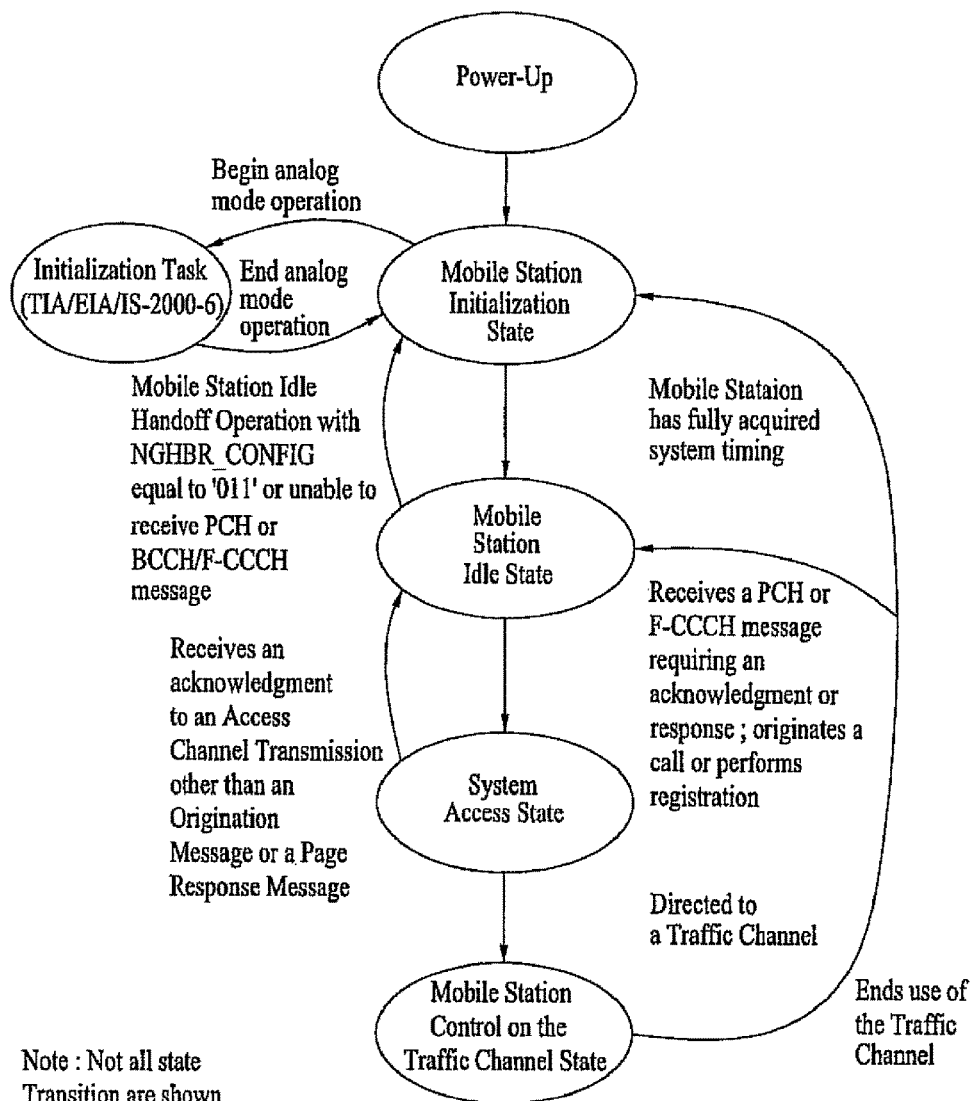 Power-Up
Begin analog
mode operation
Initialization Task
(TIA/EIA/IS-2000-6)
End analog
mode
operation
Mobile Station
Initialization
State
Mobile Station Idle
Handoff Operation with
NGHBR_CONFIG
equal to '011' or unable to
receive PCH or
BCCH/F-CCCH
message
Mobile Stataion
has fully acquired
system timing
Mobile
Station
Idle State
Receives an
acknowledgment
to an Access
Channel Transmission
other than an
Origination
Message or a Page
Response Message
Receives a PCH or
F-CCCH message
requiring an
acknowledgment or
response ; originates a
call or performs
registration
System
Access State
Directed to
a Traffic Channel
Mobile Station
Control on the
Traffic Channel State
Ends use of
the Traffic
Channel
Note : Not all state
Transition are shown